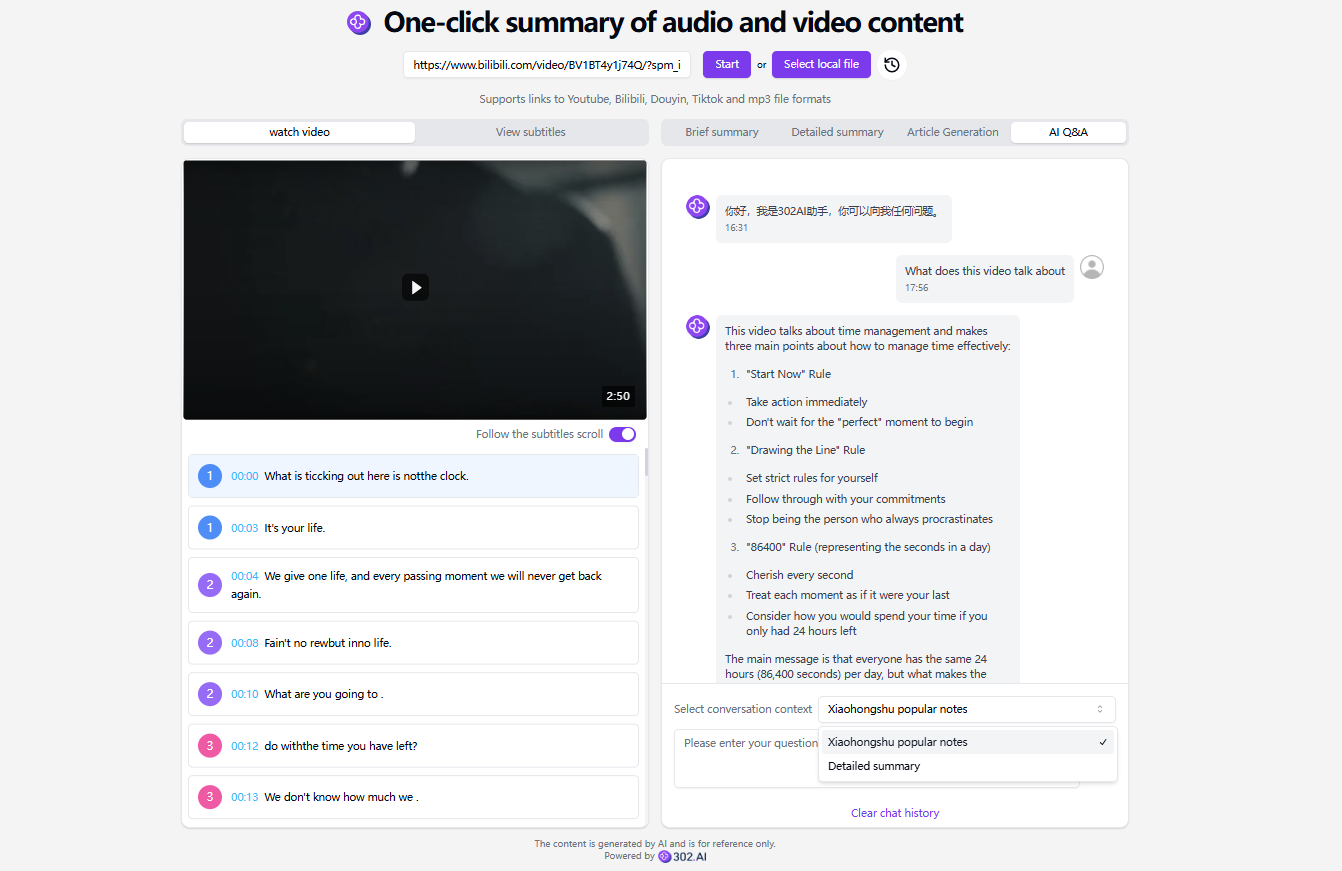 One-click summary of audio and video content
https://www.bilibili.com/video/BV1BT4y1j74Q/?spm_i
Start
or
Select local file
Supports links to Youtube, Bilibili, Douyin, Tiktok and mp3 file formats
watch video
View subtitles
Brief summary
Detailed summary
Article Generation
AI Q&A
2:50
Follow the subtitles scroll
1 00:00 What is ticcking out here is notthe clock.
1 00:03 It's your life.
2 00:04 We give one life, and every passing moment we will never get back
again.
2 00:08 Fain't no rewbut inno life.
2 00:10 What are you going to .
3 00:12 do withthe time you have left?
3 00:13 We don't know how much we .
你好，我是302AI助手，你可以向我任何问题。
16:31
What does this video talk about
17:56
This video talks about time management and makes
three main points about how to manage time effectively:
1. "Start Now" Rule
Take action immediately
Don't wait for the "perfect" moment to begin
2. "Drawing the Line" Rule
Set strict rules for yourself
Follow through with your commitments
Stop being the person who always procrastinates
3. "86400" Rule (representing the seconds in a day)
Cherish every second
Treat each moment as if it were your last
Consider how you would spend your time if you
only had 24 hours left
The main message is that everyone has the same 24
hours (86,400 seconds) per day, but what makes the
Select conversation context
Xiaohongshu popular notes
Please enter your question
Xiaohongshu popular notes
Detailed summary
Clear chat history
The content is generated by AI and is for reference only.
Powered by 302.AI